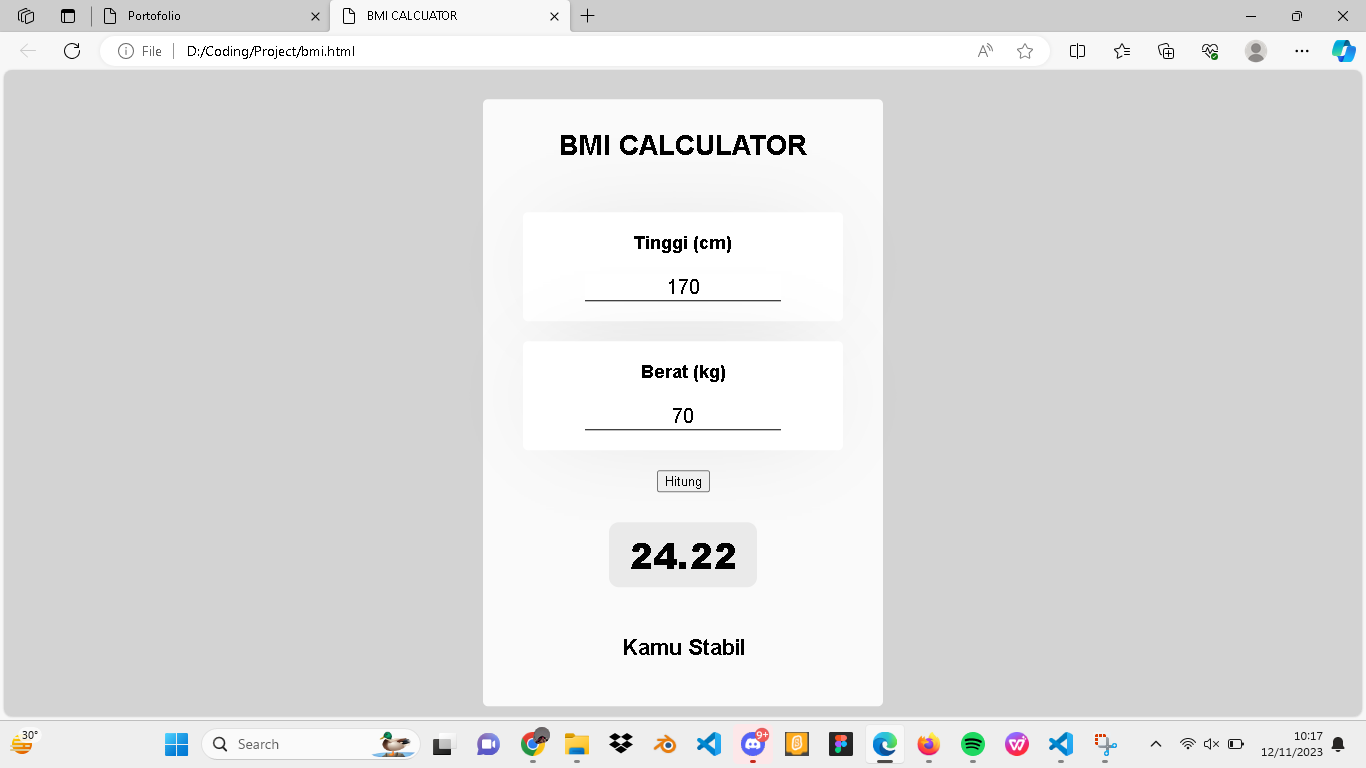 Portofolio
BMI CALCUATOR
File
D:/Coding/Project/bmi.html
BMI CALCULATOR
Tinggi (cm)
170
Berat (kg)
70
Hitung
24.22
Kamu Stabil
30°
Search
9+
10:17
12/11/2023